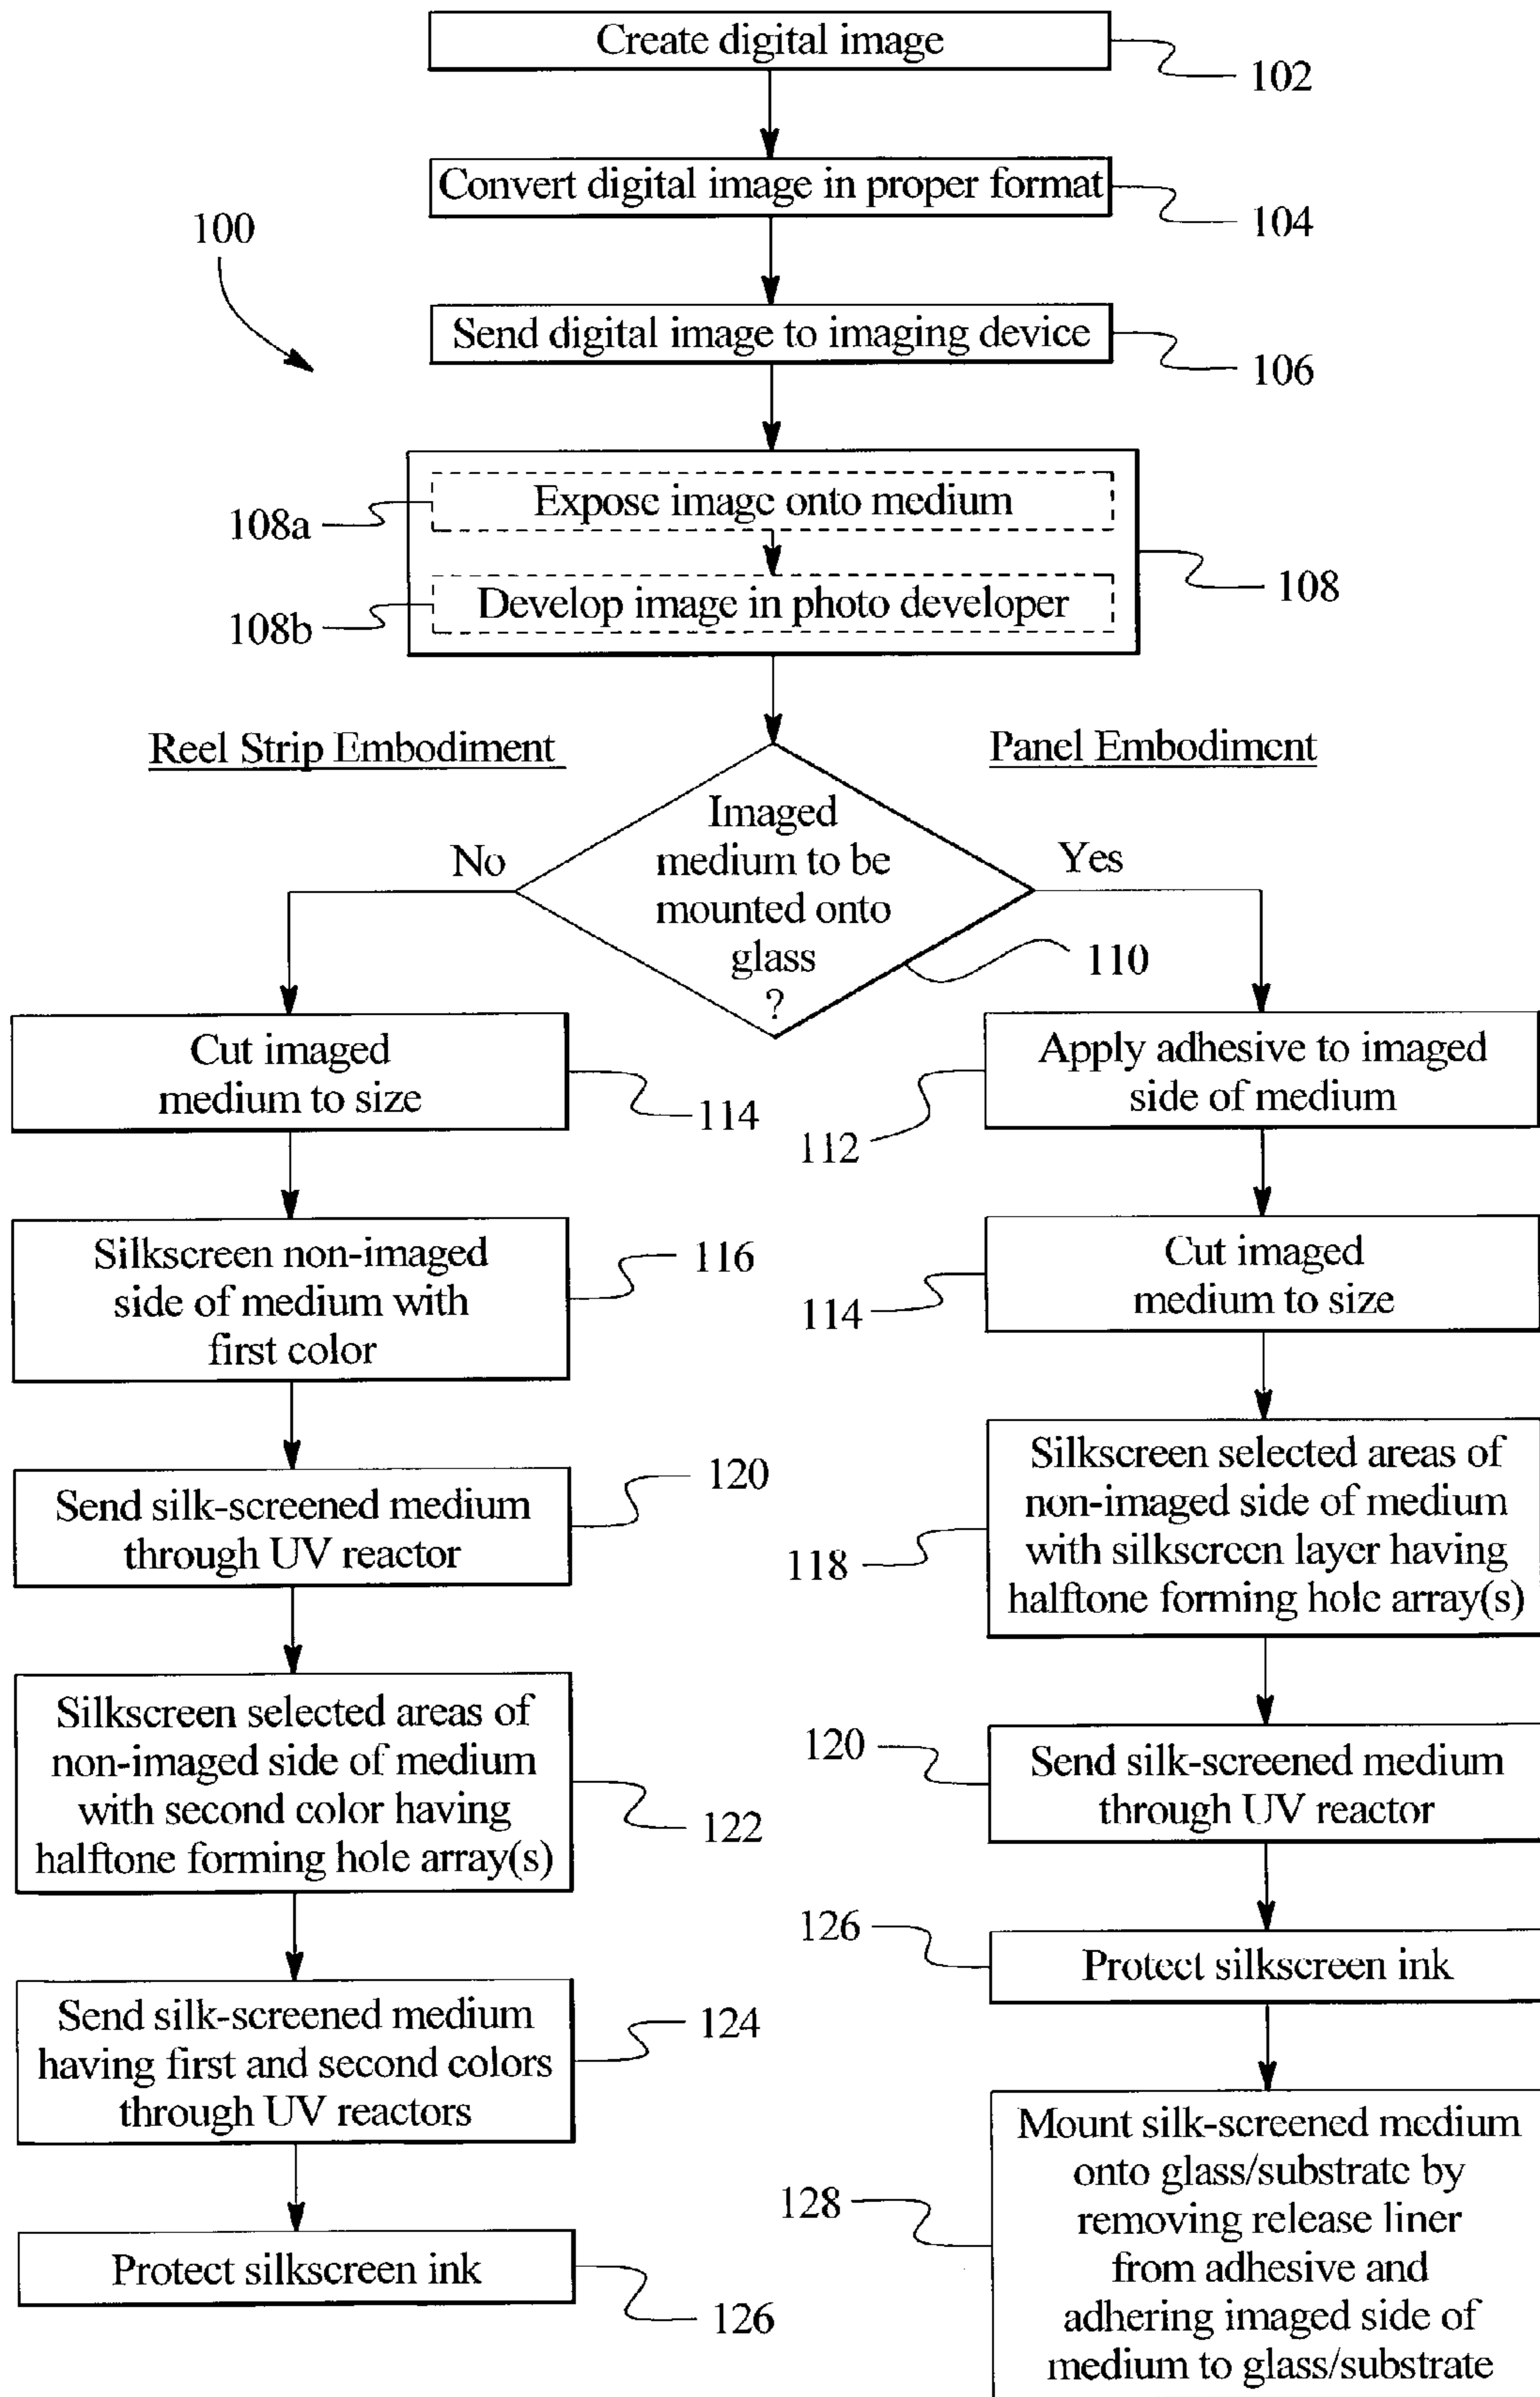 Create digital image
102
Convert digital image in proper format
104
100
Send digital image to imaging device
106
Expose image onto medium
108a
108
Develop image in photo developer
108b
Reel Strip Embodiment
Panel Embodiment
Imaged
medium to be
mounted onto
glass
?
No
Yes
110
Cut imaged
medium to size
114
Silkscreen non-imaged
side of medium with
first color
116
Send silk-screened medium
through UV reactor
120
Silkscreen selected areas of
non-imaged side of medium
with second color having
halftone forming hole array(s)
122
Send silk-screened medium
having first and second colors
through UV reactors
124
Protect silkscreen ink
126
Apply adhesive to imaged
side of medium
112
Cut imaged
medium to size
114
Silkscreen selected areas of
non-imaged side of medium
with silkscreen layer having
halftone forming hole array(s)
118
Send silk-screened medium
through UV reactor
120
Protect silkscreen ink
126
Mount silk-screened medium
onto glass/substrate by
removing release liner
from adhesive and
adhering imaged side of
medium to glass/substrate
128